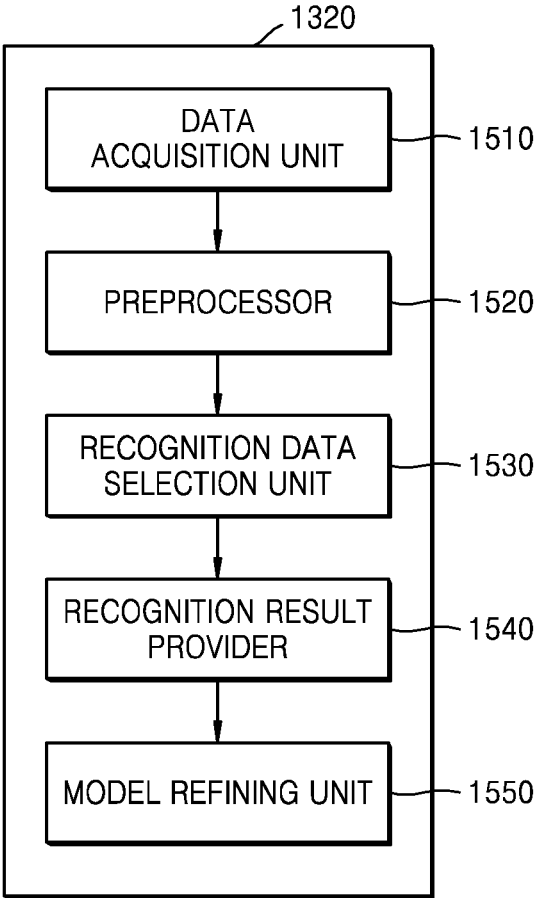 1320
DATA
ACQUISITION UNIT
1510
PREPROCESSOR
1520
RECOGNITION DATA
SELECTION UNIT
1530
RECOGNITION RESULT
PROVIDER
1540
MODEL REFINING UNIT
1550